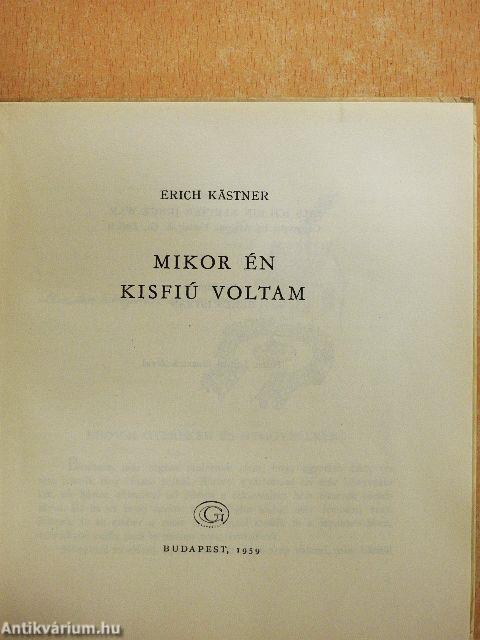 ERICH KÄSTNER
MIKOR ÉN
KISFIÚ VOLTAM
G
BUDAPEST, 1959
Antikvárium.hu